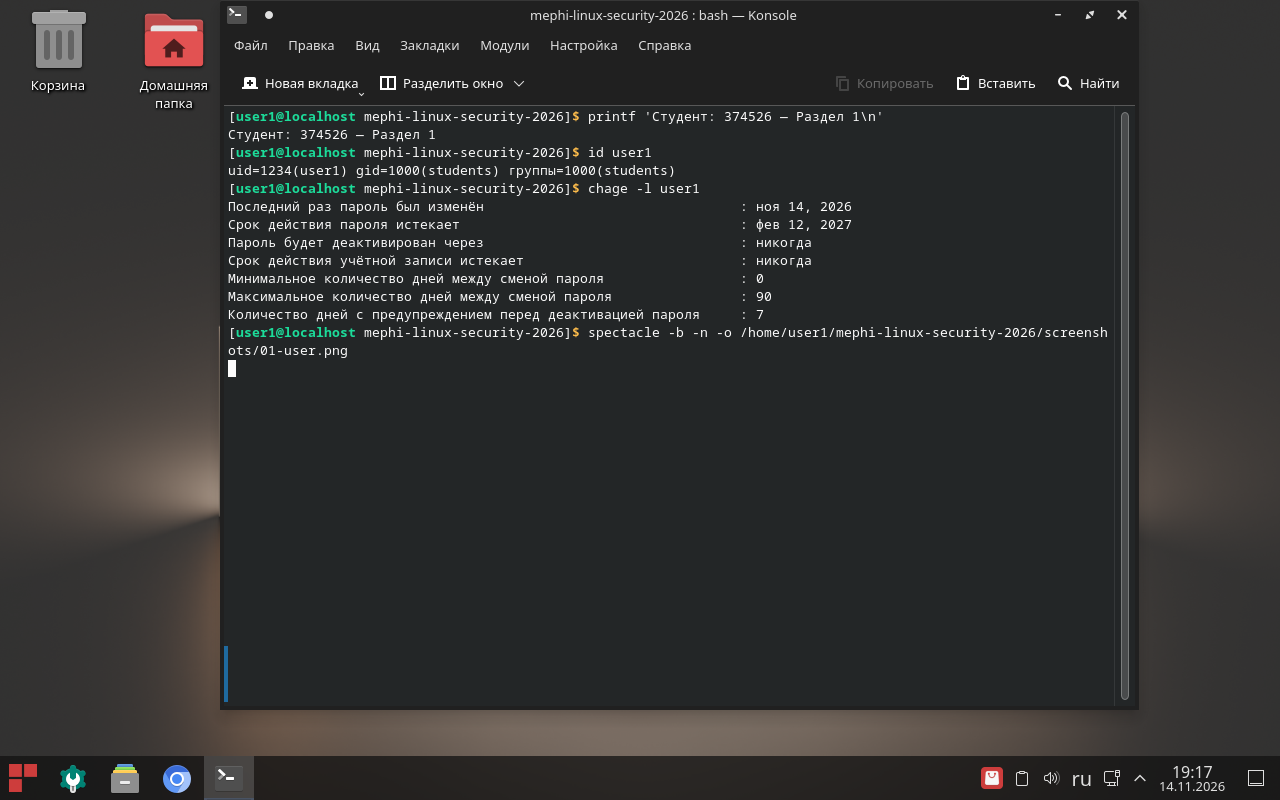 mephi-linux-security-2026 : bash — Konsole
Корзина
Домашняя
папка
Файл Правка Вид Закладки Модули Настройка Справка
Новая вкладка Разделить окно Копировать Вставить Найти
[user1@localhost mephi-linux-security-2026]$ printf 'Студент: 374526 — Раздел 1\n'
Студент: 374526 — Раздел 1
[user1@localhost mephi-linux-security-2026]$ id user1
uid=1234(user1) gid=1000(students) группы=1000(students)
[user1@localhost mephi-linux-security-2026]$ chage -l user1
Последний раз пароль был изменён : ноя 14, 2026
Срок действия пароля истекает : фев 12, 2027
Пароль будет деактивирован через : никогда
Срок действия учётной записи истекает : никогда
Минимальное количество дней между сменой пароля : 0
Максимальное количество дней между сменой пароля : 90
Количество дней с предупреждением перед деактивацией пароля : 7
[user1@localhost mephi-linux-security-2026]$ spectacle -b -n -o /home/user1/mephi-linux-security-2026/screensh
ots/01-user.png
ru
19:17
14.11.2026